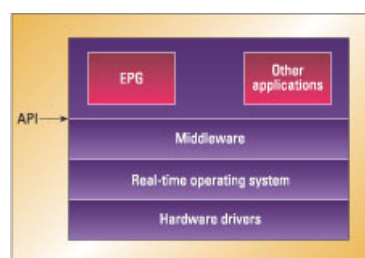 EPG
Other
applications
API
Middleware
Real-time operating system
Hardware drivers